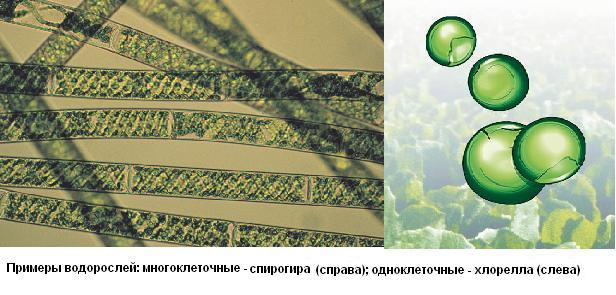 Примеры водорослей: многоклеточные - спирогира (справа); одноклеточные - хлорелла (слева)